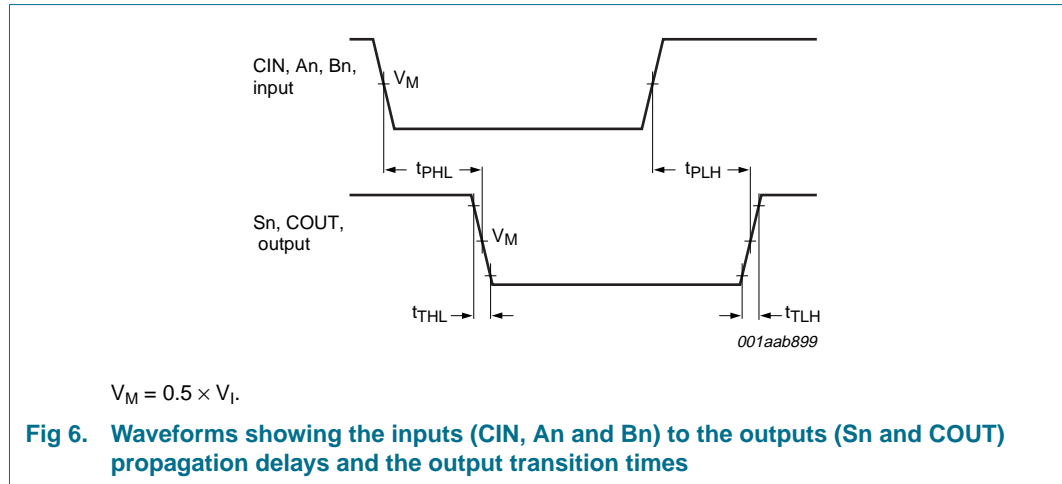 CIN, An, Bn,
input
VM
tPHL
tPLH
Sn, COUT,
output
VM
tTHL
tTLH
001aab899
VM = 0.5 × VI.
Fig 6. Waveforms showing the inputs (CIN, An and Bn) to the outputs (Sn and COUT)
propagation delays and the output transition times